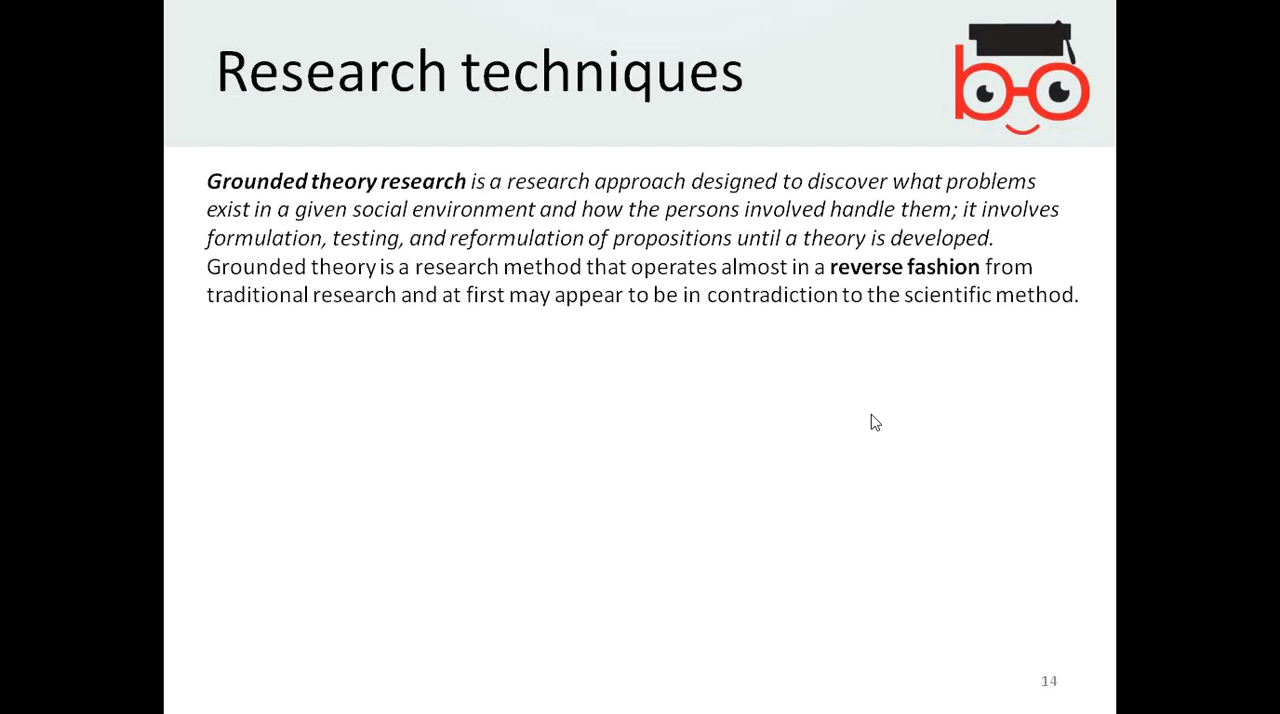 Research techniques
Grounded theory research is a research approach designed to discover what problems
exist in a given social environment and how the persons involved handle them; it involves
formulation, testing, and reformulation of propositions until a theory is developed.
Grounded theory is a research method that operates almost in a reverse fashion from
traditional research and at first may appear to be in contradiction to the scientific method.
14